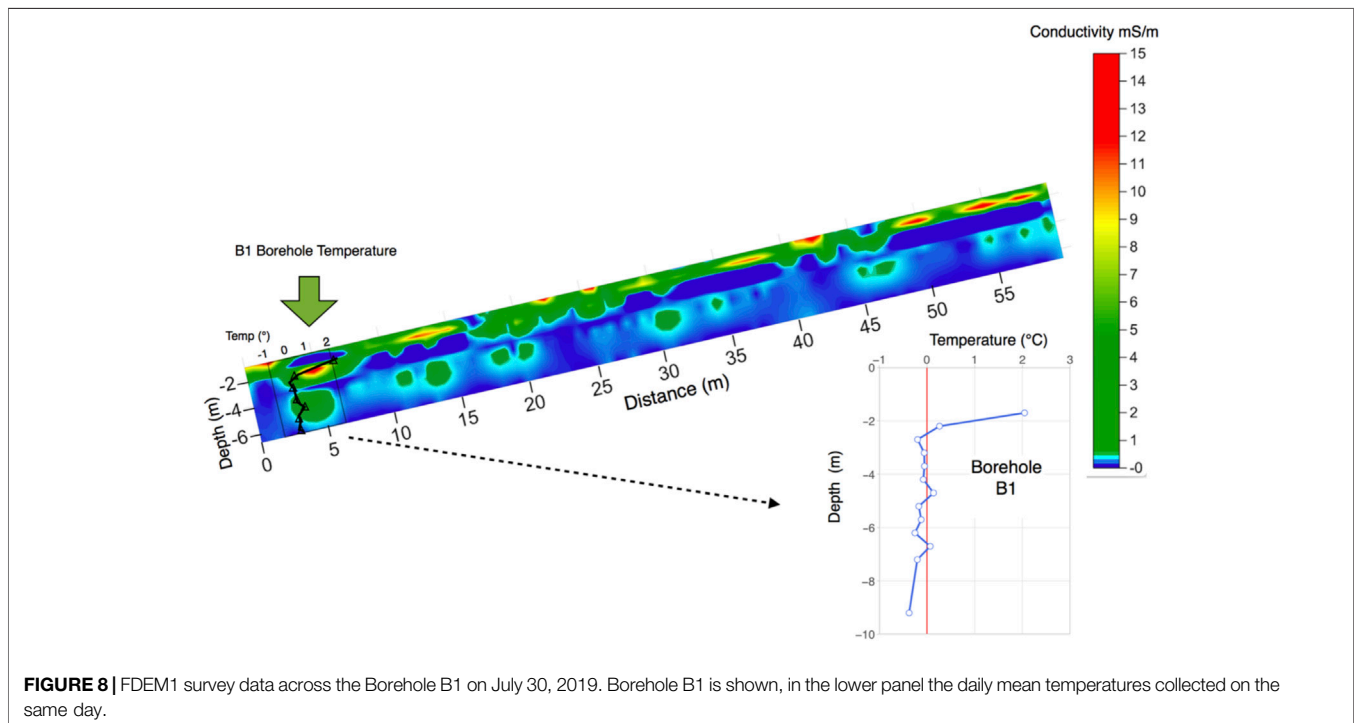 Conductivity mS/m
15
14
13
12
11
10
9
8
7
6
5
4
3
2
1
-0
B1 Borehole Temperature
Temp (°)
-1 0 1 2
-2
-4
-6
Depth (m)
0 5 10 15 20 25 30 35 40 45 50 55
Distance (m)
Temperature (°C)
−1 0 1 2 3
0
−2
−4
−6
−8
−10
Depth (m)
Borehole
B1
FIGURE 8 | FDEM1 survey data across the Borehole B1 on July 30, 2019. Borehole B1 is shown, in the lower panel the daily mean temperatures collected on the
same day.